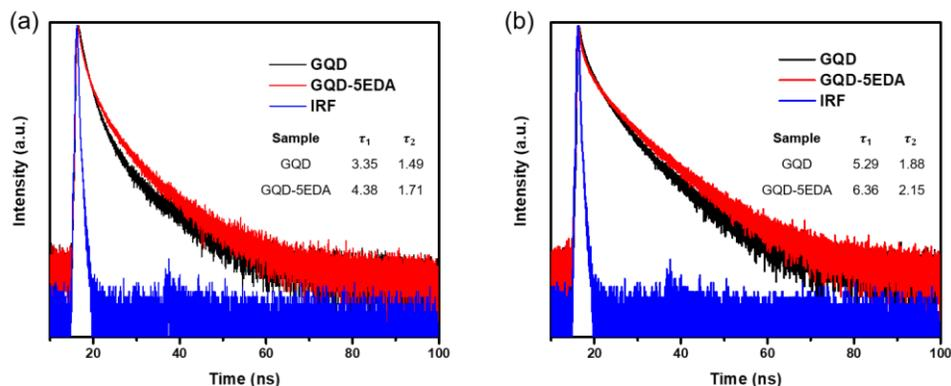 (a)
Intensity (a.u.)
GQD
GQD-5EDA
IRF
Sample τ₁ τ₂
GQD 3.35 1.49
GQD-5EDA 4.38 1.71
20 40 60 80 100
Time (ns)
(b)
Intensity (a.u.)
GQD
GQD-5EDA
IRF
Sample τ₁ τ₂
GQD 5.29 1.88
GQD-5EDA 6.36 2.15
20 40 60 80 100
Time (ns)